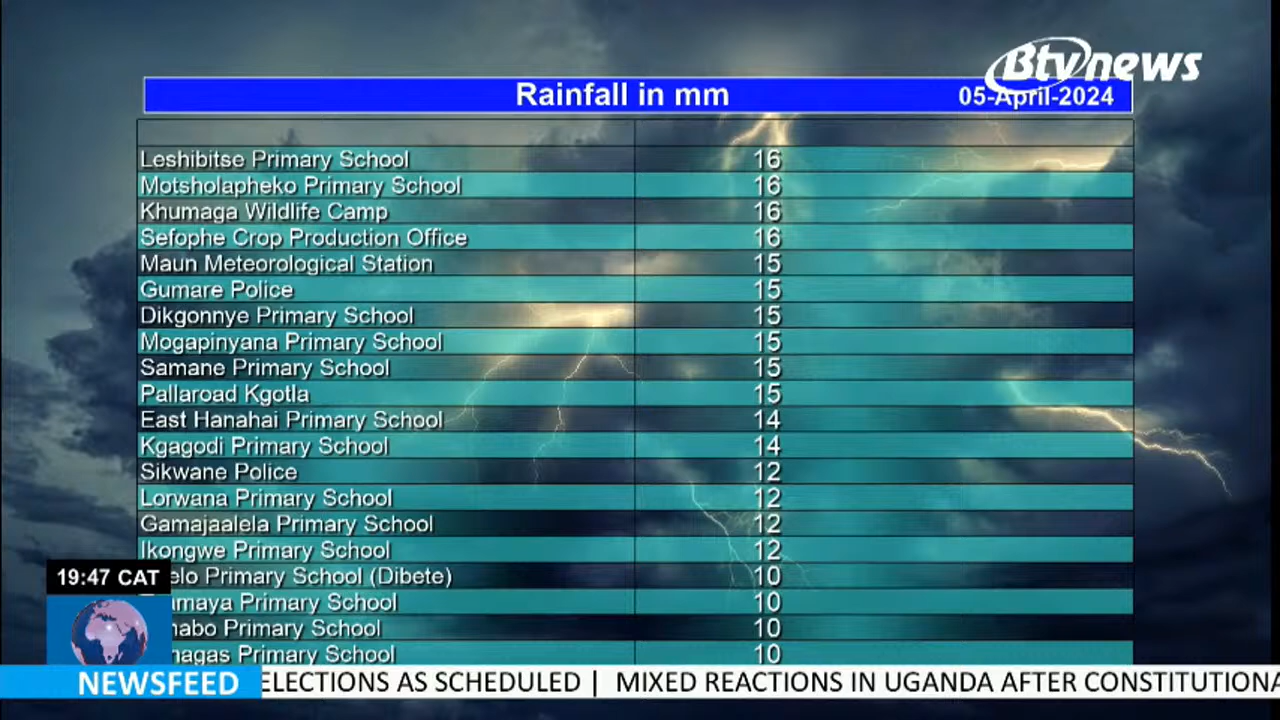 Btv news
Rainfall in mm 05-April-2024
Leshibitse Primary School 16
Motsholapheko Primary School 16
Khumaga Wildlife Camp 16
Sefophe Crop Production Office 16
Maun Meteorological Station 15
Gumare Police 15
Dikgonnye Primary School 15
Mogapinyana Primary School 15
Samane Primary School 15
Pallaroad Kgotla 15
East Hanahai Primary School 14
Kgagodi Primary School 14
Sikwane Police 12
Lorwana Primary School 12
Gamajaalela Primary School 12
Ikongwe Primary School 12
Primary School (Dibete) 10
Primary School 10
Primary School 10
Primary School 10
19:47 CAT
NEWSFEED ELECTIONS AS SCHEDULED | MIXED REACTIONS IN UGANDA AFTER